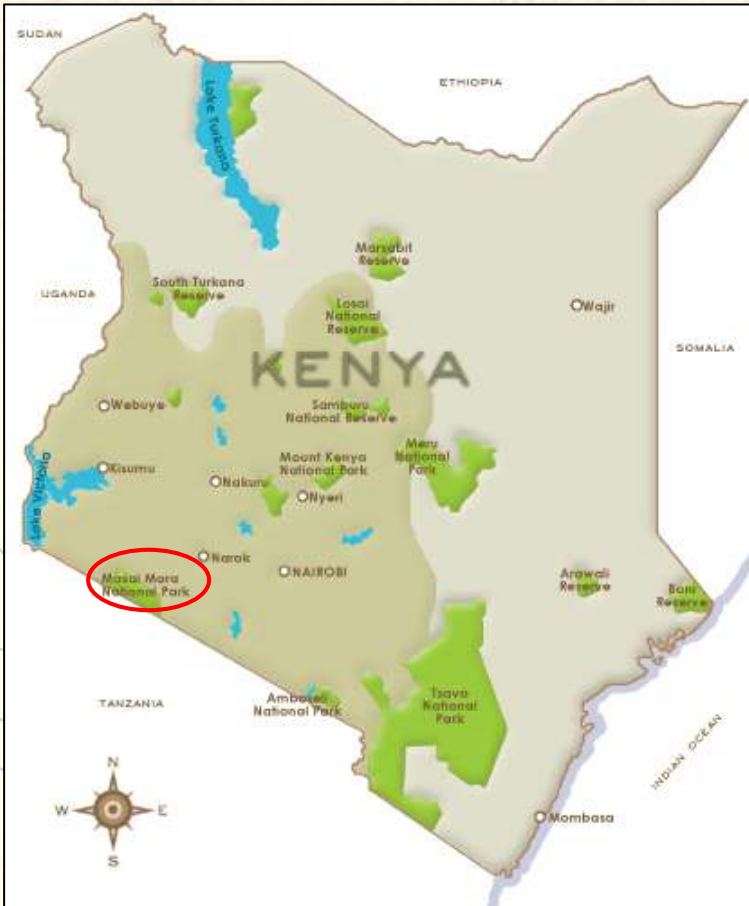 SUDAN
ETHIOPIA
Lake Turkana
Marsabit
Reserve
South Turkana
Reserve
UGANDA
Losai
National
Reserve
Wajir
SOMALIA
KENYA
Webuye
Samburu
National Reserve
Meru
National
Park
Mount Kenya
National Park
Lake Victoria
Kisumu
Nakuru
Nyeri
Narok
NAIROBI
Masai Mara
National Park
Arawali
Reserve
Boni
Reserve
TANZANIA
Amboseli
National Park
Tsavo
National
Park
INDIAN OCEAN
N
W
E
S
Mombasa